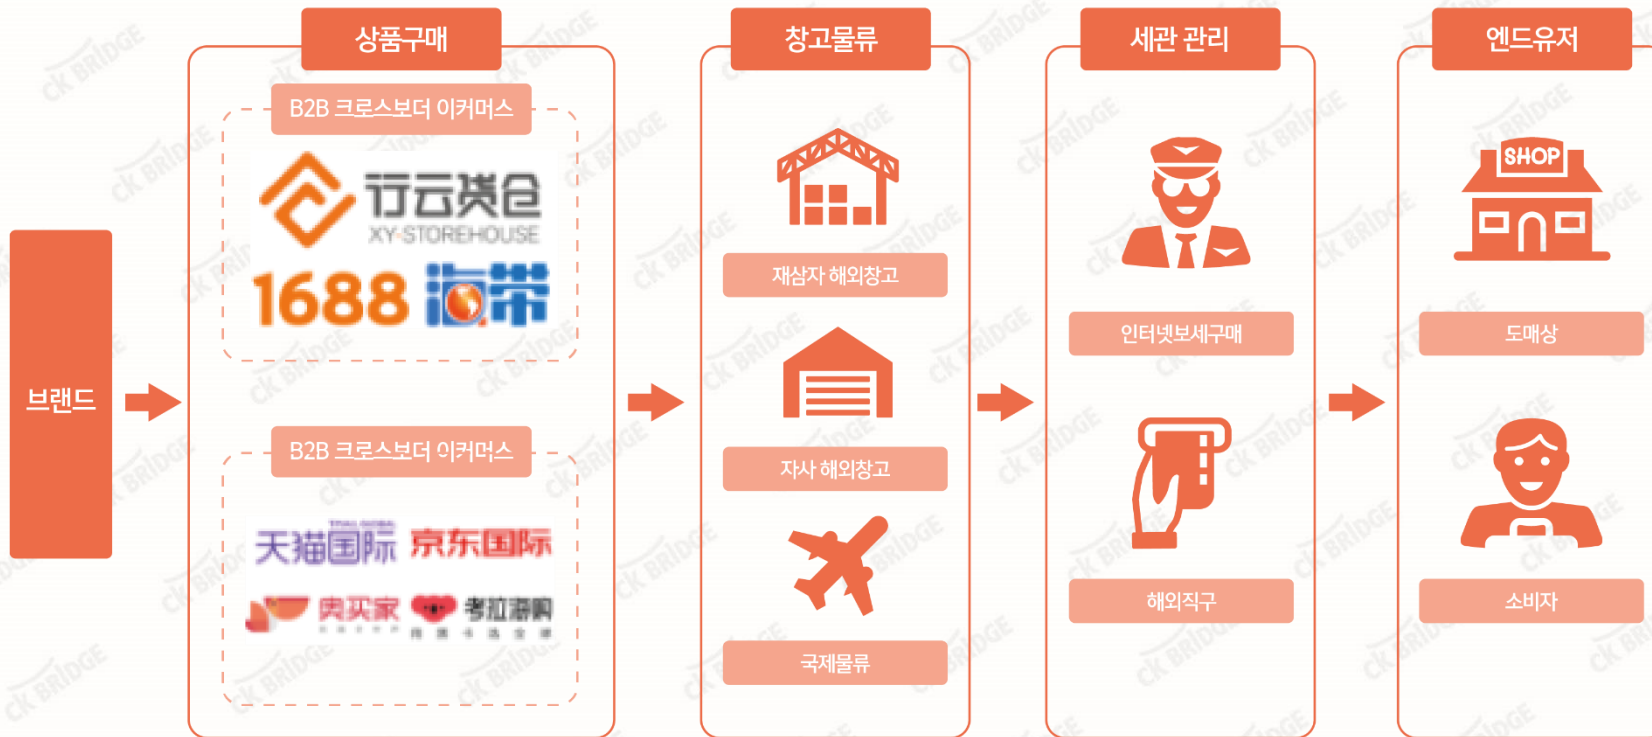 브랜드
상품구매
B2B 크로스보더 이커머스
行云货仓
XY-STOREHOUSE
1688 海带
B2B 크로스보더 이커머스
天猫国际 京东国际
奥买家 考拉海购
창고물류
재삼자 해외창고
자사 해외창고
국제물류
세관 관리
인터넷보세구매
해외직구
엔드유저
SHOP
도매상
소비자
CK BRIDGE